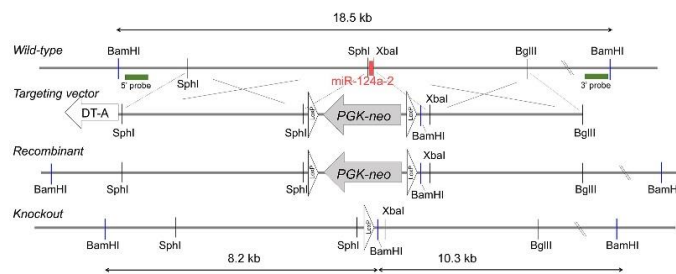 18.5 kb
Wild-type BamHI SphI XbaI BglII BamHI
5' probe SphI miR-124a-2 3' probe
Targeting vector
DT-A LoxP PGK-neo LoxP XbaI
SphI SphI BamHI BglII
Recombinant
LoxP PGK-neo LoxP XbaI
BamHI SphI SphI BamHI BglII BamH
Knockout LoxP XbaI
BamHI SphI SphI BamHI BglII BamHI
8.2 kb 10.3 kb